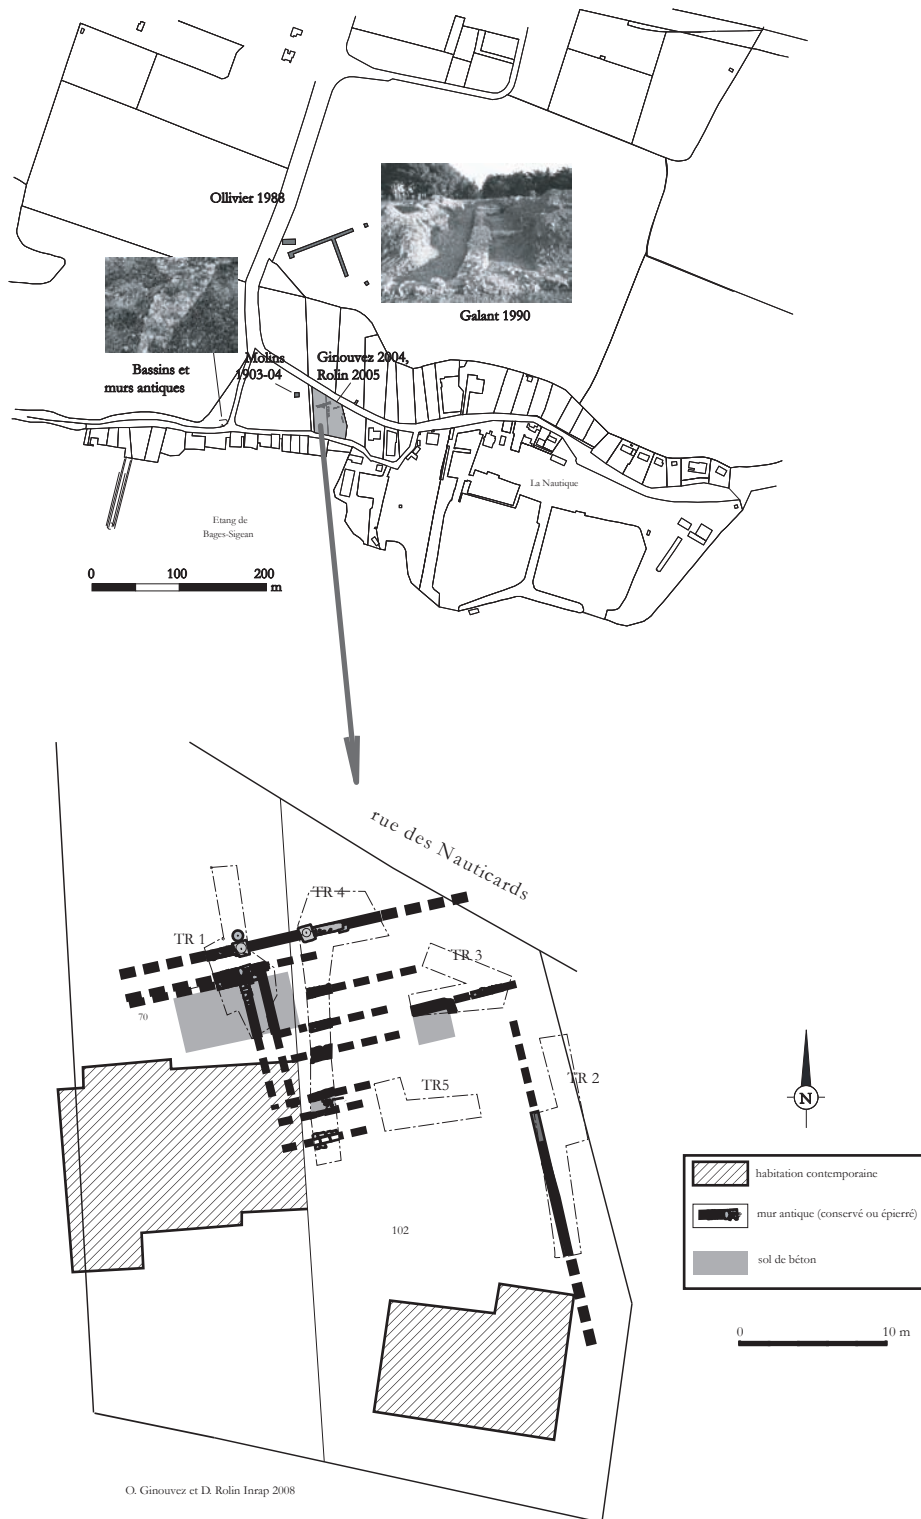 Ollivier 1988
Galant 1990
Bassins et
murs antiques
Molins
1903-04
Ginouvez 2004,
Rolin 2005
La Nautique
Etang de
Bages-Sigean
0 100 200
m
rue des Nauticards
TR 4
TR 1
TR 3
70
TR 2
TR5
N
habitation contemporaine
mur antique (conservé ou épierré)
102
sol de béton
0 10 m
O. Ginouvez et D. Rolin Inrap 2008